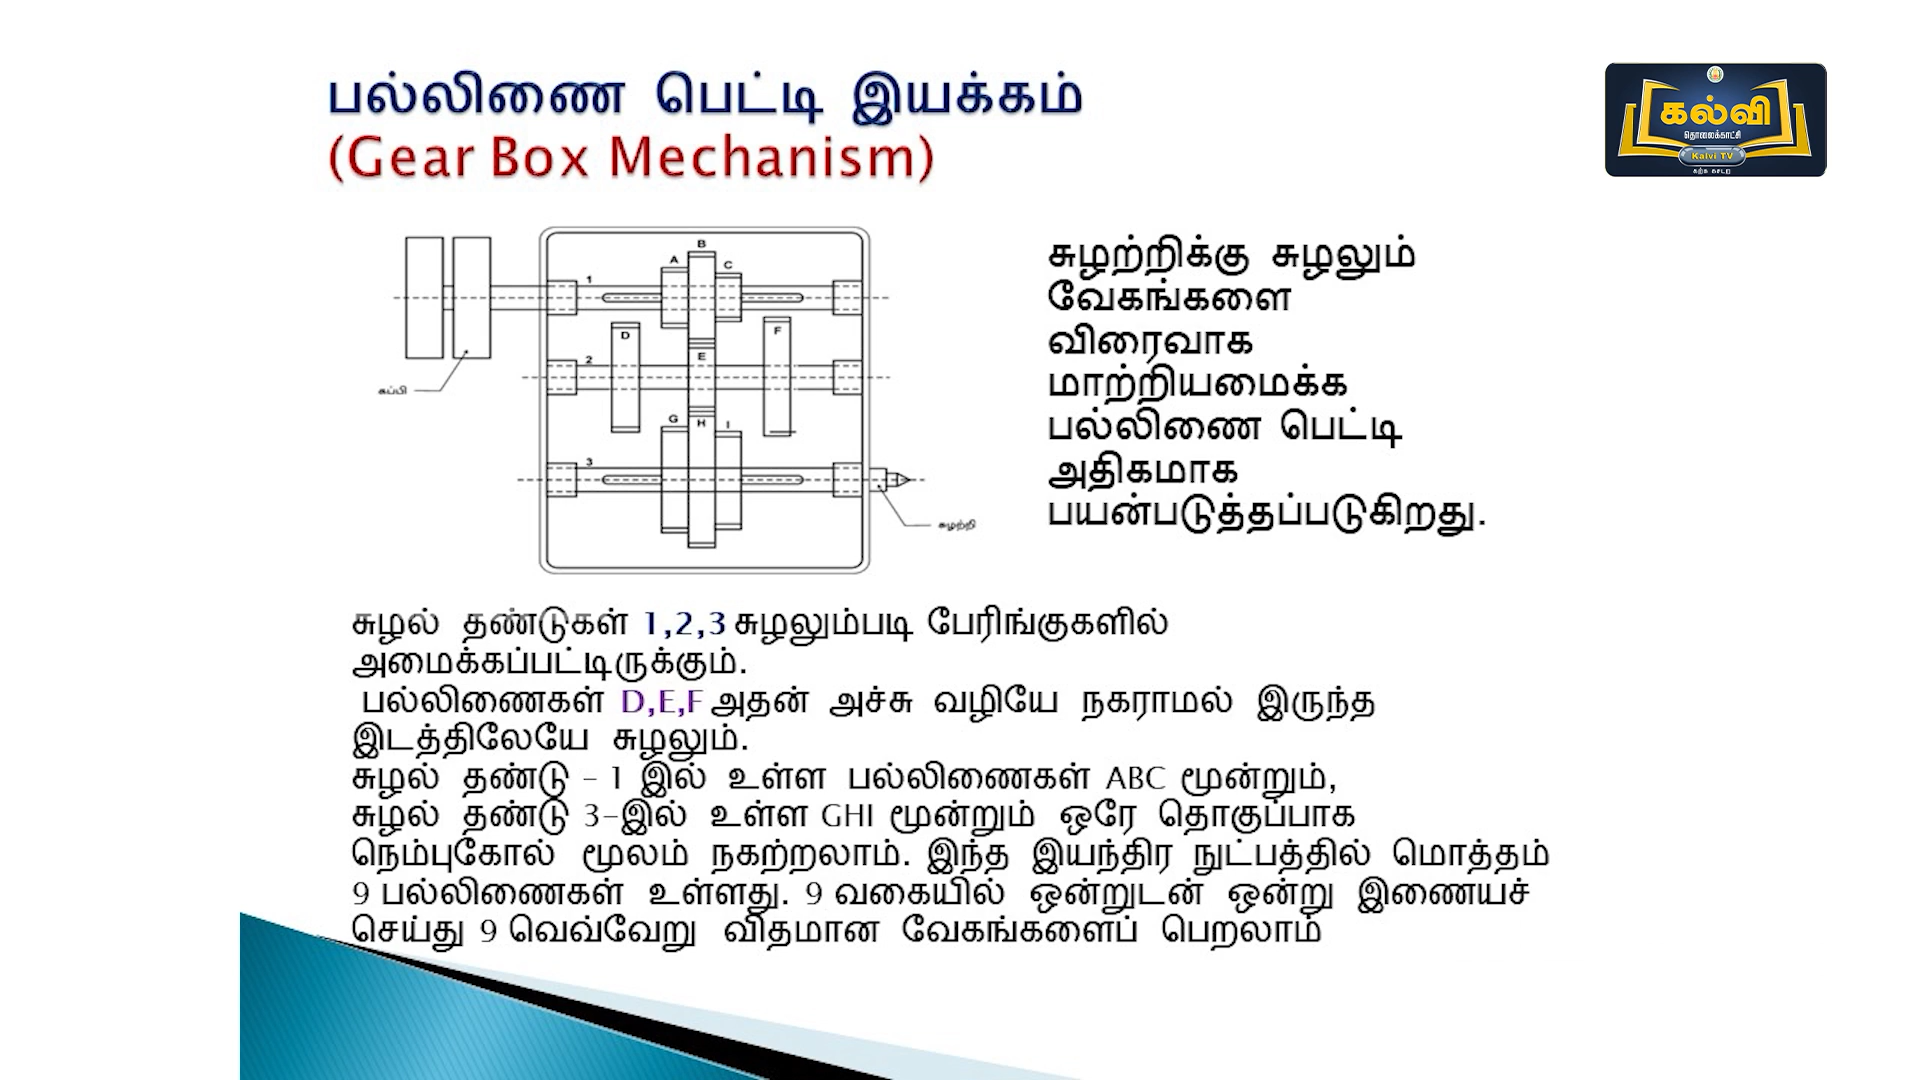 பல்லிணை பெட்டி இயக்கம்
(Gear Box Mechanism)
கல்வி
தொலைக்காட்சி
Kalvi TV
கற்க கசடற
சுழற்றிக்கு சுழலும்
வேகங்களை
விரைவாக
மாற்றியமைக்க
பல்லிணை பெட்டி
அதிகமாக
பயன்படுத்தப்படுகிறது.
B
A
C
1
D
F
2
E
கப்பி
G
H
I
3
சுழற்றி
சுழல் தண்டுகள் 1,2,3 சுழலும்படி பேரிங்குகளில்
அமைக்கப்பட்டிருக்கும்.
பல்லிணைகள் D,E,F அதன் அச்சு வழியே நகராமல் இருந்த
இடத்திலேயே சுழலும்.
சுழல் தண்டு – 1 இல் உள்ள பல்லிணைகள் ABC மூன்றும்,
சுழல் தண்டு 3-இல் உள்ள GHI மூன்றும் ஒரே தொகுப்பாக
நெம்புகோல் மூலம் நகற்றலாம். இந்த இயந்திர நுட்பத்தில் மொத்தம்
9 பல்லிணைகள் உள்ளது. 9 வகையில் ஒன்றுடன் ஒன்று இணையச்
செய்து 9 வெவ்வேறு விதமான வேகங்களைப் பெறலாம்